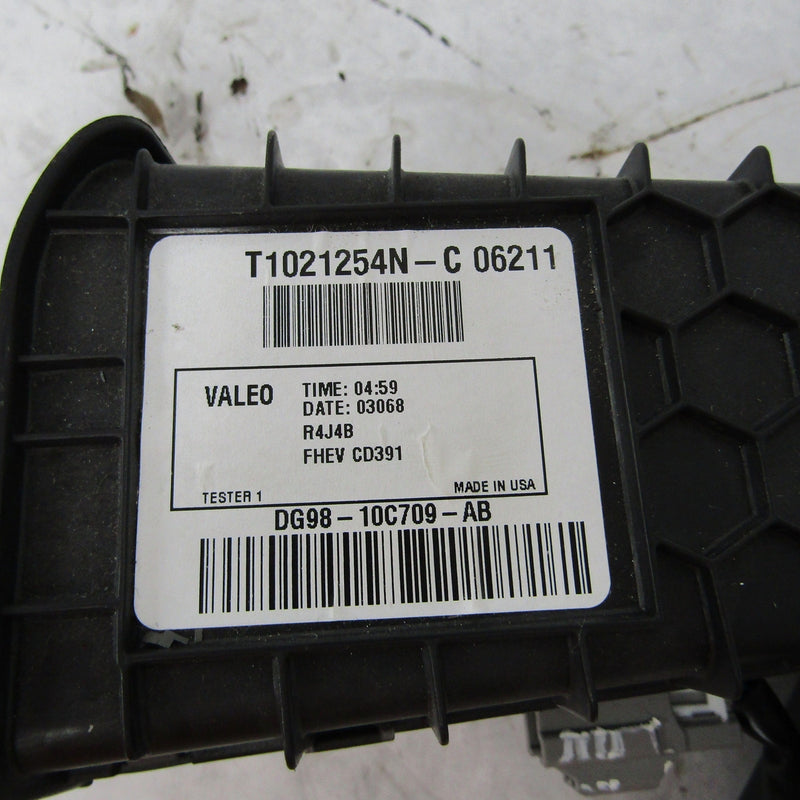 T1021254N-C 06211
VALEO
TIME: 04:59
DATE: 03068
R4J4B
FHEV CD391
TESTER 1
MADE IN USA
DG98-10C709-AB